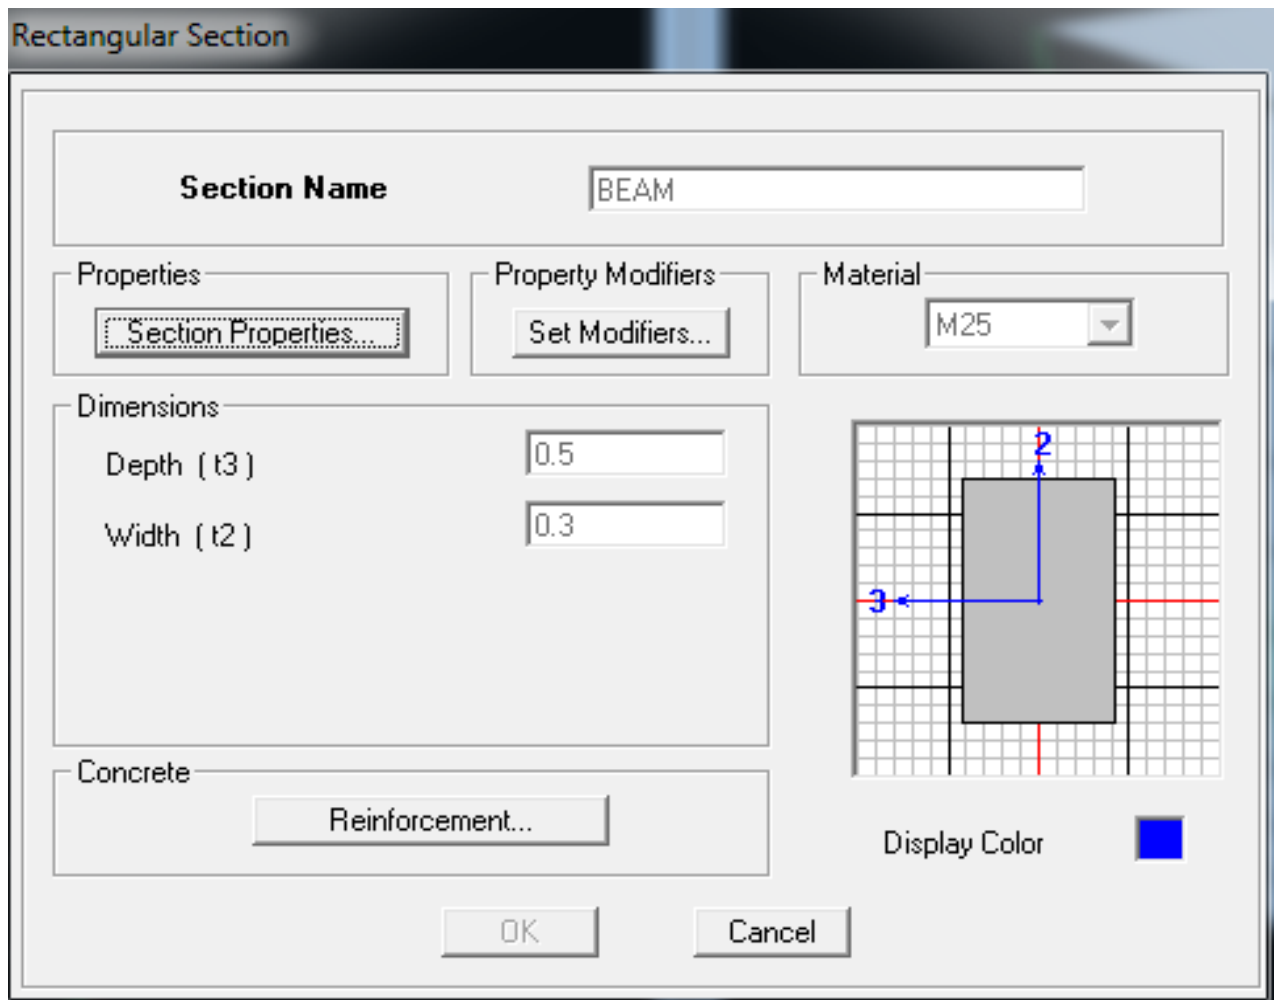 Rectangular Section
Section Name
BEAM
Properties
Property Modifiers
Material
Section Properties...
Set Modifiers...
M25
Dimensions
Depth ( t3 )
0.5
Width ( t2 )
0.3
2
3
Concrete
Reinforcement...
Display Color
OK
Cancel